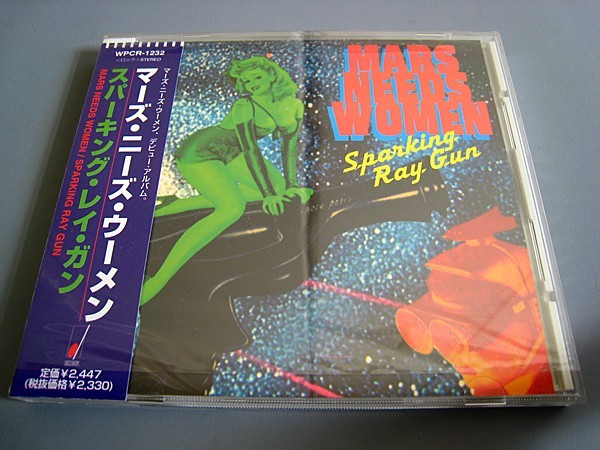 WPCR-1232
<ロック>STEREO
マーズ・ニーズ・ウーメン、デビュー・アルバム。
マーズ・ニーズ・ウーメン
スパーキング・レイ・ガン
MARS NEEDS WOMEN / SPARKING RAY GUN
定価¥2,447
(税抜価格¥2,330)
MARS
NEEDS
WOMEN
Sparking
Ray Gun